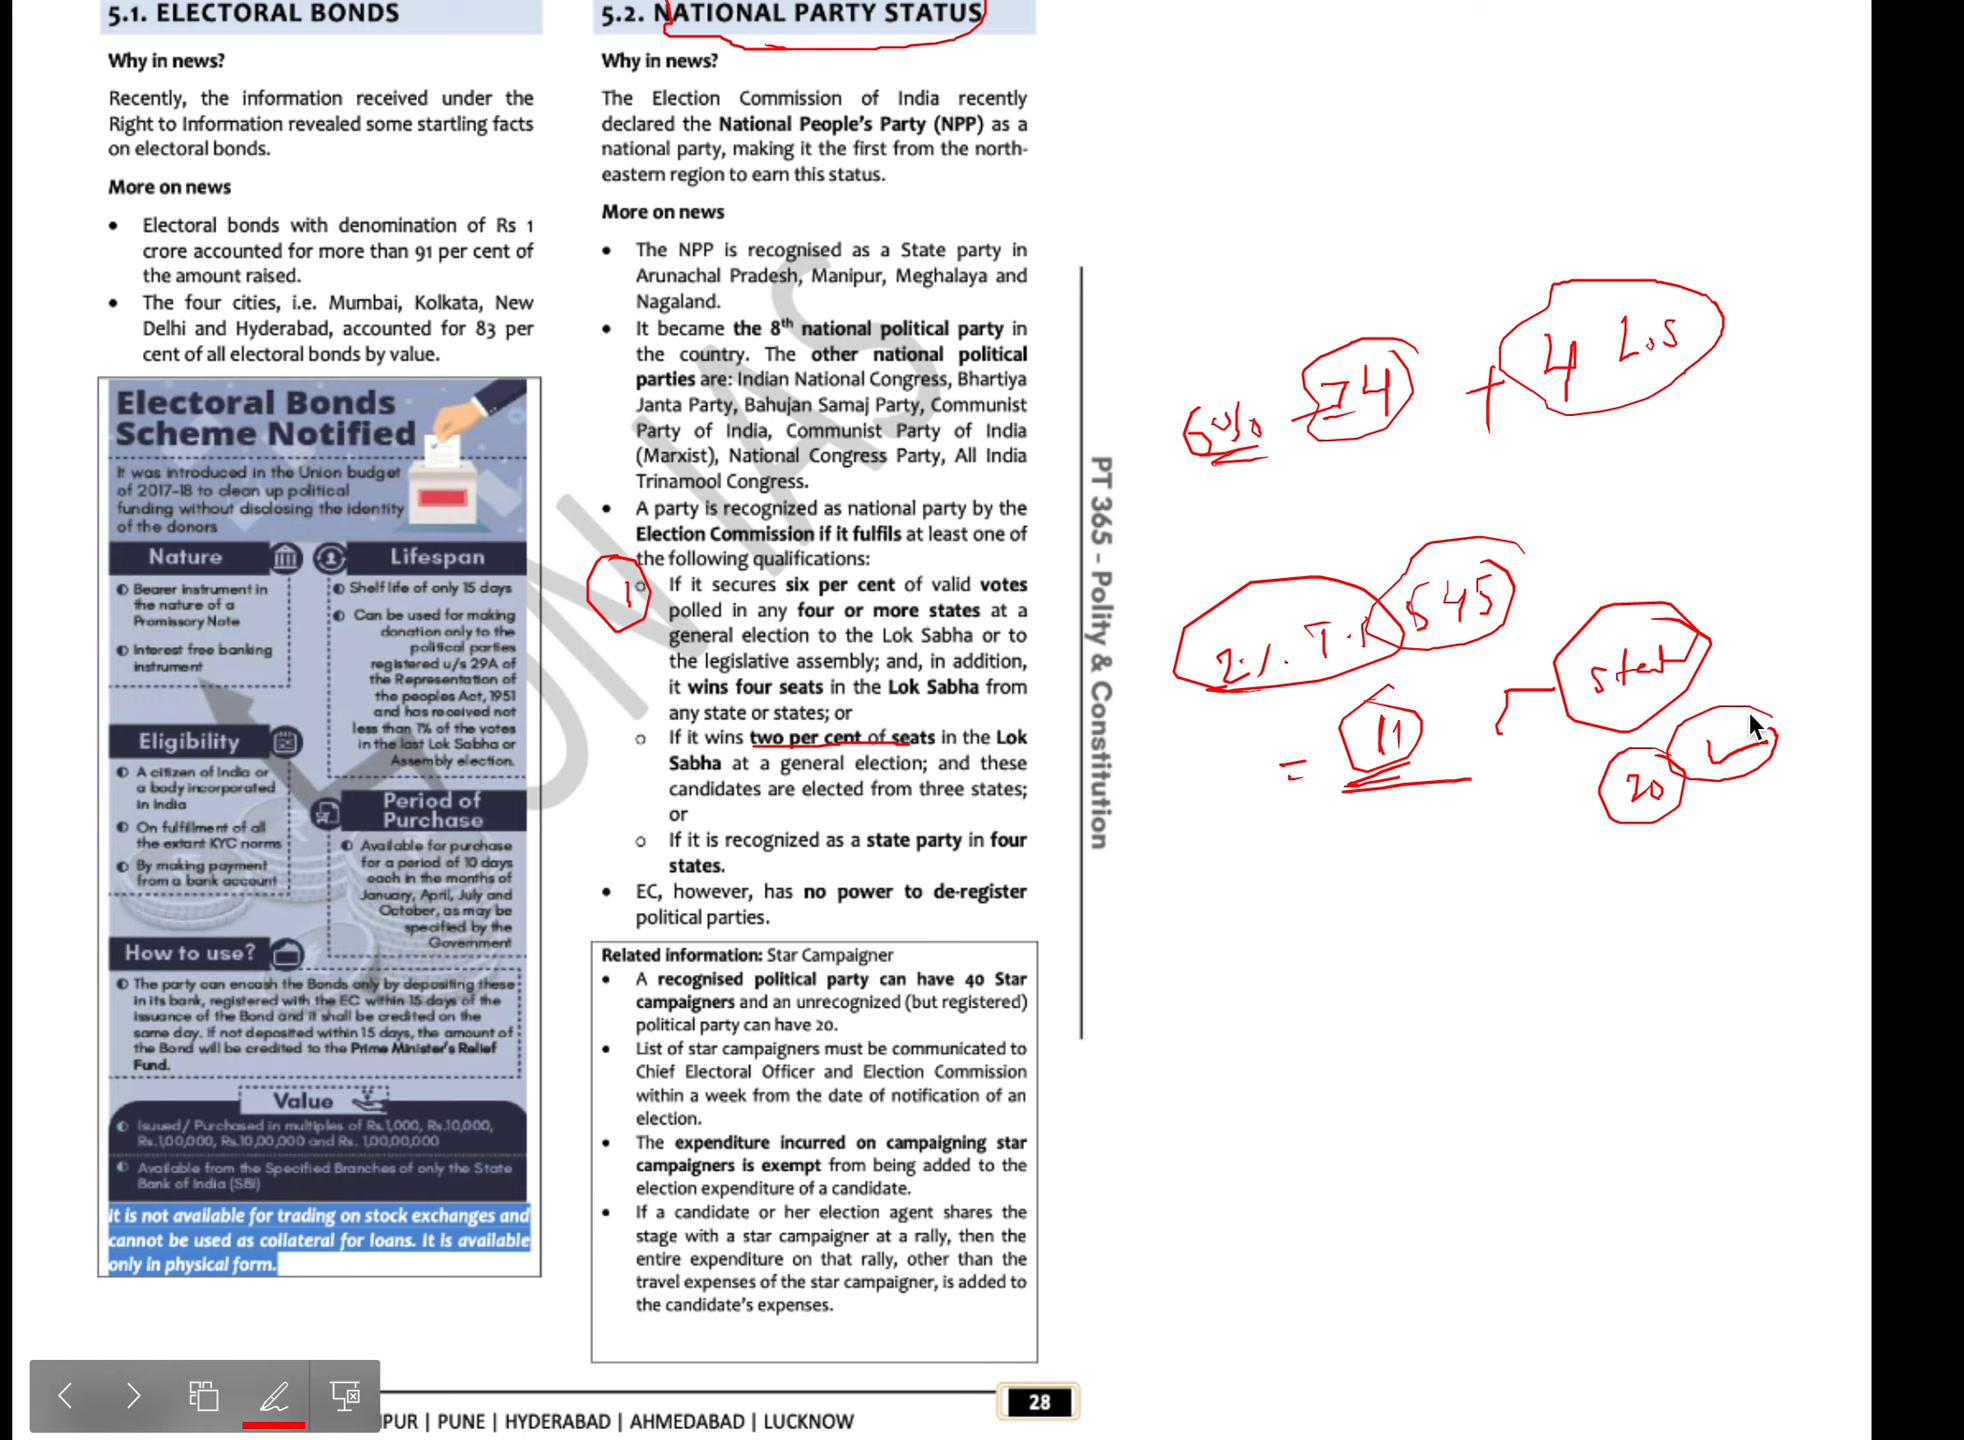 5.1. ELECTORAL BONDS
Why in news?
Recently, the information received under the
Right to Information revealed some startling facts
on electoral bonds.
More on news
• Electoral bonds with denomination of Rs 1
crore accounted for more than 91 per cent of
the amount raised.
• The four cities, i.e. Mumbai, Kolkata, New
Delhi and Hyderabad, accounted for 83 per
cent of all electoral bonds by value.
Electoral Bonds
Scheme Notified
It was introduced in the Union budget
of 2017-18 to clean up political
funding without disclosing the identity
of the donors
Nature
Bearer Instrument in
the nature of a
Promissory Note
Interest free banking
instrument
Lifespan
Shelf life of only 15 days
Can be used for making
donation only to the
political parties
registered u/s 29A of
the Representation of
the peoples Act, 1951
and has received not
less than 1% of the votes
in the last Lok Sabha or
Assembly election.
Eligibility
A citizen of India or
a body incorporated
in India
On fulfilment of all
the extant KYC norms
By making payment
from a bank account
Period of
Purchase
Available for purchase
for a period of 10 days
each in the months of
January, April, July and
October, as may be
specified by the
Government
How to use?
The party can encash the Bonds only by depositing these
in its bank, registered with the EC within 15 days of the
issuance of the Bond and it shall be credited on the
same day. If not deposited within 15 days, the amount of
the Bond will be credited to the Prime Minister's Relief
Fund.
Value
Isuued/ Purchased in multiples of Rs.1,000, Rs.10,000,
Rs.1,00,000, Rs.10,00,000 and Rs. 1,00,00,000
Available from the Specified Branches of only the State
Bank of India (SBI)
It is not available for trading on stock exchanges and
cannot be used as collateral for loans. It is available
only in physical form.
5.2. NATIONAL PARTY STATUS
Why in news?
The Election Commission of India recently
declared the National People's Party (NPP) as a
national party, making it the first from the north-
eastern region to earn this status.
More on news
• The NPP is recognised as a State party in
Arunachal Pradesh, Manipur, Meghalaya and
Nagaland.
• It became the 8th national political party in
the country. The other national political
parties are: Indian National Congress, Bhartiya
Janta Party, Bahujan Samaj Party, Communist
Party of India, Communist Party of India
(Marxist), National Congress Party, All India
Trinamool Congress.
• A party is recognized as national party by the
Election Commission if it fulfils at least one of
the following qualifications:
1
o If it secures six per cent of valid votes
polled in any four or more states at a
general election to the Lok Sabha or to
the legislative assembly; and, in addition,
it wins four seats in the Lok Sabha from
any state or states; or
o If it wins two per cent of seats in the Lok
Sabha at a general election; and these
candidates are elected from three states;
or
o If it is recognized as a state party in four
states.
• EC, however, has no power to de-register
political parties.
Related information: Star Campaigner
• A recognised political party can have 40 Star
campaigners and an unrecognized (but registered)
political party can have 20.
• List of star campaigners must be communicated to
Chief Electoral Officer and Election Commission
within a week from the date of notification of an
election.
• The expenditure incurred on campaigning star
campaigners is exempt from being added to the
election expenditure of a candidate.
• If a candidate or her election agent shares the
stage with a star campaigner at a rally, then the
entire expenditure on that rally, other than the
travel expenses of the star campaigner, is added to
the candidate's expenses.
PT 365 - Polity & Constitution
+ 4 L.S
2%. 545
= 11
20
28
PUR | PUNE | HYDERABAD | AHMEDABAD | LUCKNOW